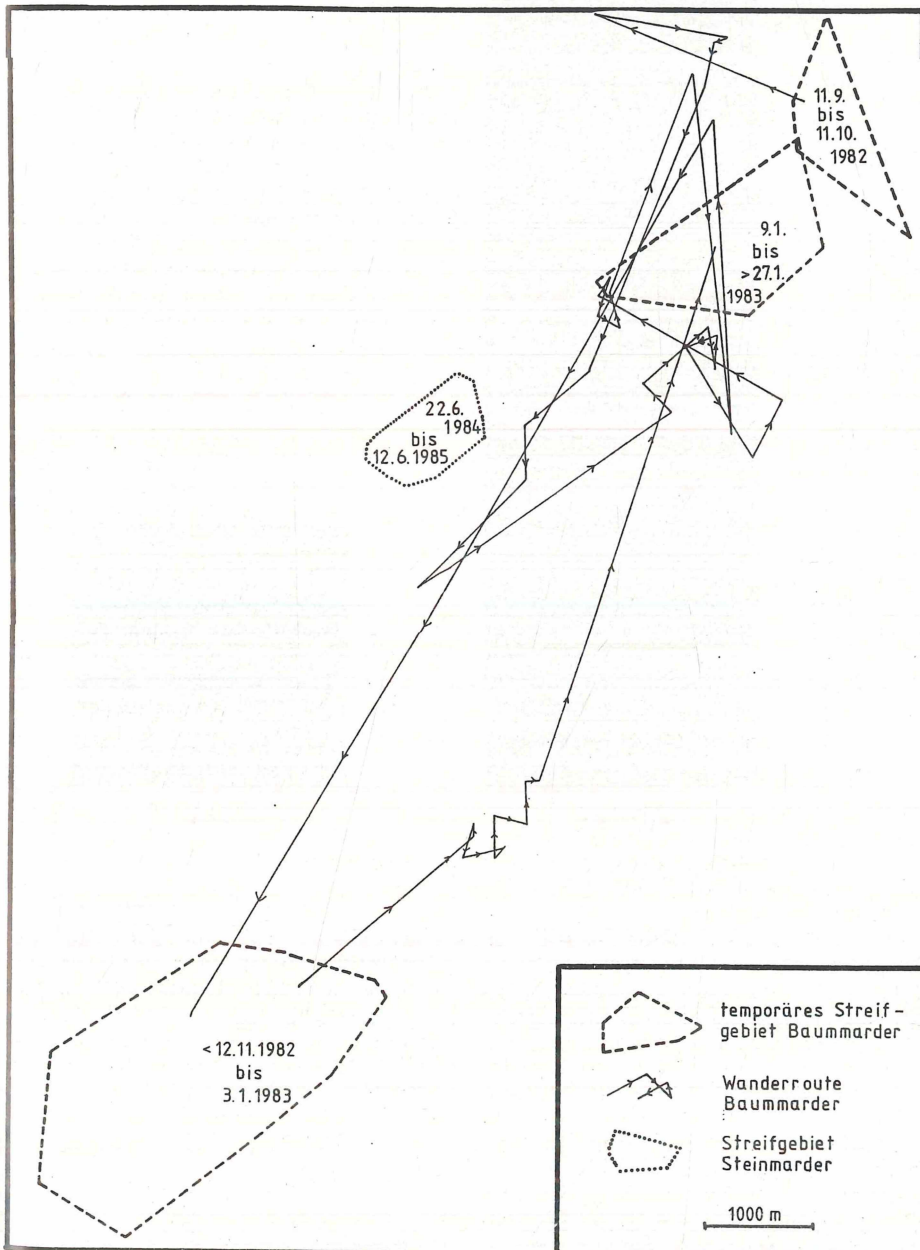 11.9.
bis
11.10.
1982
9.1.
bis
>27.1.
1983
22.6.
1984
bis
12.6.1985
<12.11.1982
bis
3.1.1983
temporäres Streif-
gebiet Baummarder
Wanderroute
Baummarder
Streifgebiet
Steinmarder
1000 m